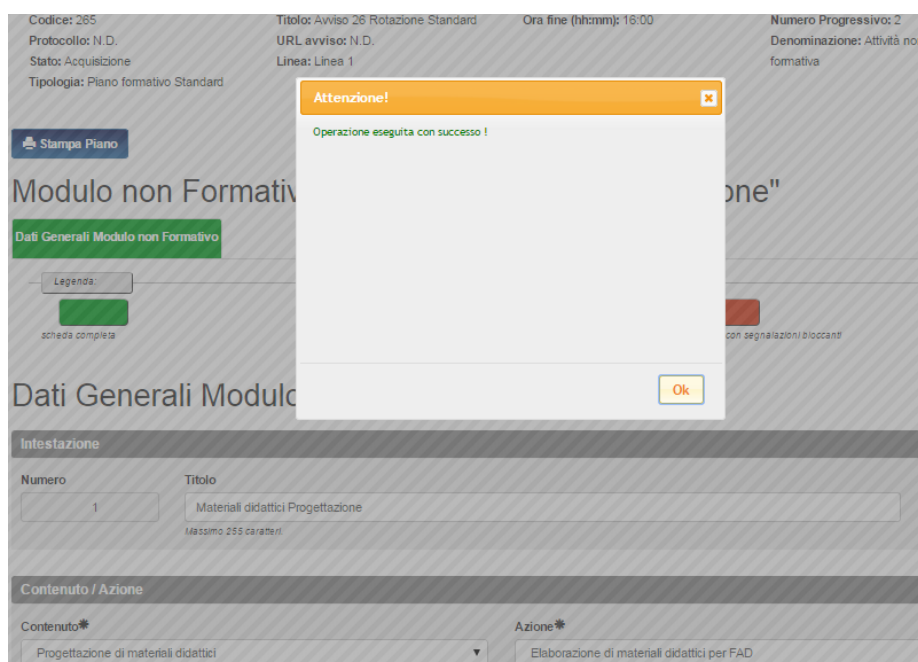 Codice: 265
Titolo: Avviso 26 Rotazione Standard
Ora fine (hh:mm): 16:00
Numero Progressivo: 2
Protocollo: N.D.
URL avviso: N.D.
Denominazione: Attività no
Stato: Acquisizione
Linea: Linea 1
formativa
Tipologia: Piano formativo Standard
Attenzione!
Operazione eseguita con successo !
Stampa Piano
Modulo non Formativ
one"
Dati Generali Modulo non Formativo
Legenda:
scheda completa
con segnalazioni bloccanti
Ok
Dati Generali Modulo
Intestazione
Numero
Titolo
1
Materiali didattici Progettazione
Massimo 255 caratteri.
Contenuto / Azione
Contenuto*
Azione*
Progettazione di materiali didattici
Elaborazione di materiali didattici per FAD